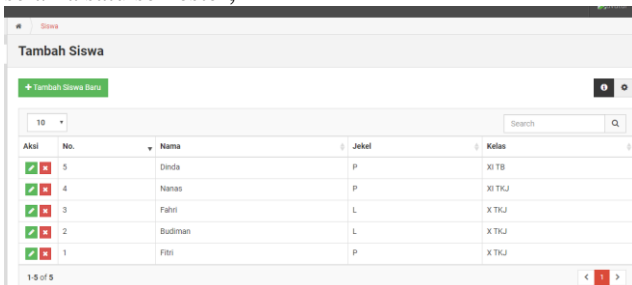 Siswa
Tambah Siswa
+ Tambah Siswa Baru
10
Search
Aksi No. Nama Jekel Kelas
5 Dinda P XI TB
4 Nanas P XI TKJ
3 Fahri L X TKJ
2 Budiman L X TKJ
1 Fitri P X TKJ
1-5 of 5 < 1 >